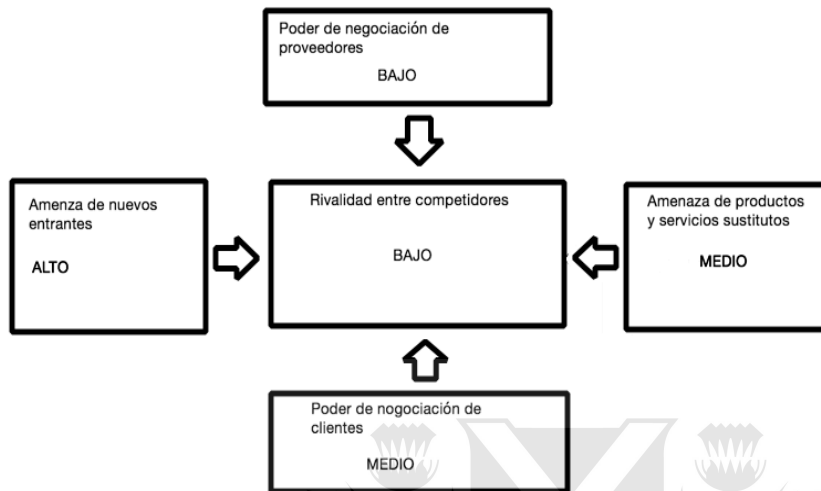 Poder de negociación de
proveedores
BAJO
Amenza de nuevos
entrantes
ALTO
Rivalidad entre competidores
BAJO
Amenaza de productos
y servicios sustitutos
MEDIO
Poder de nogociación de
clientes
MEDIO